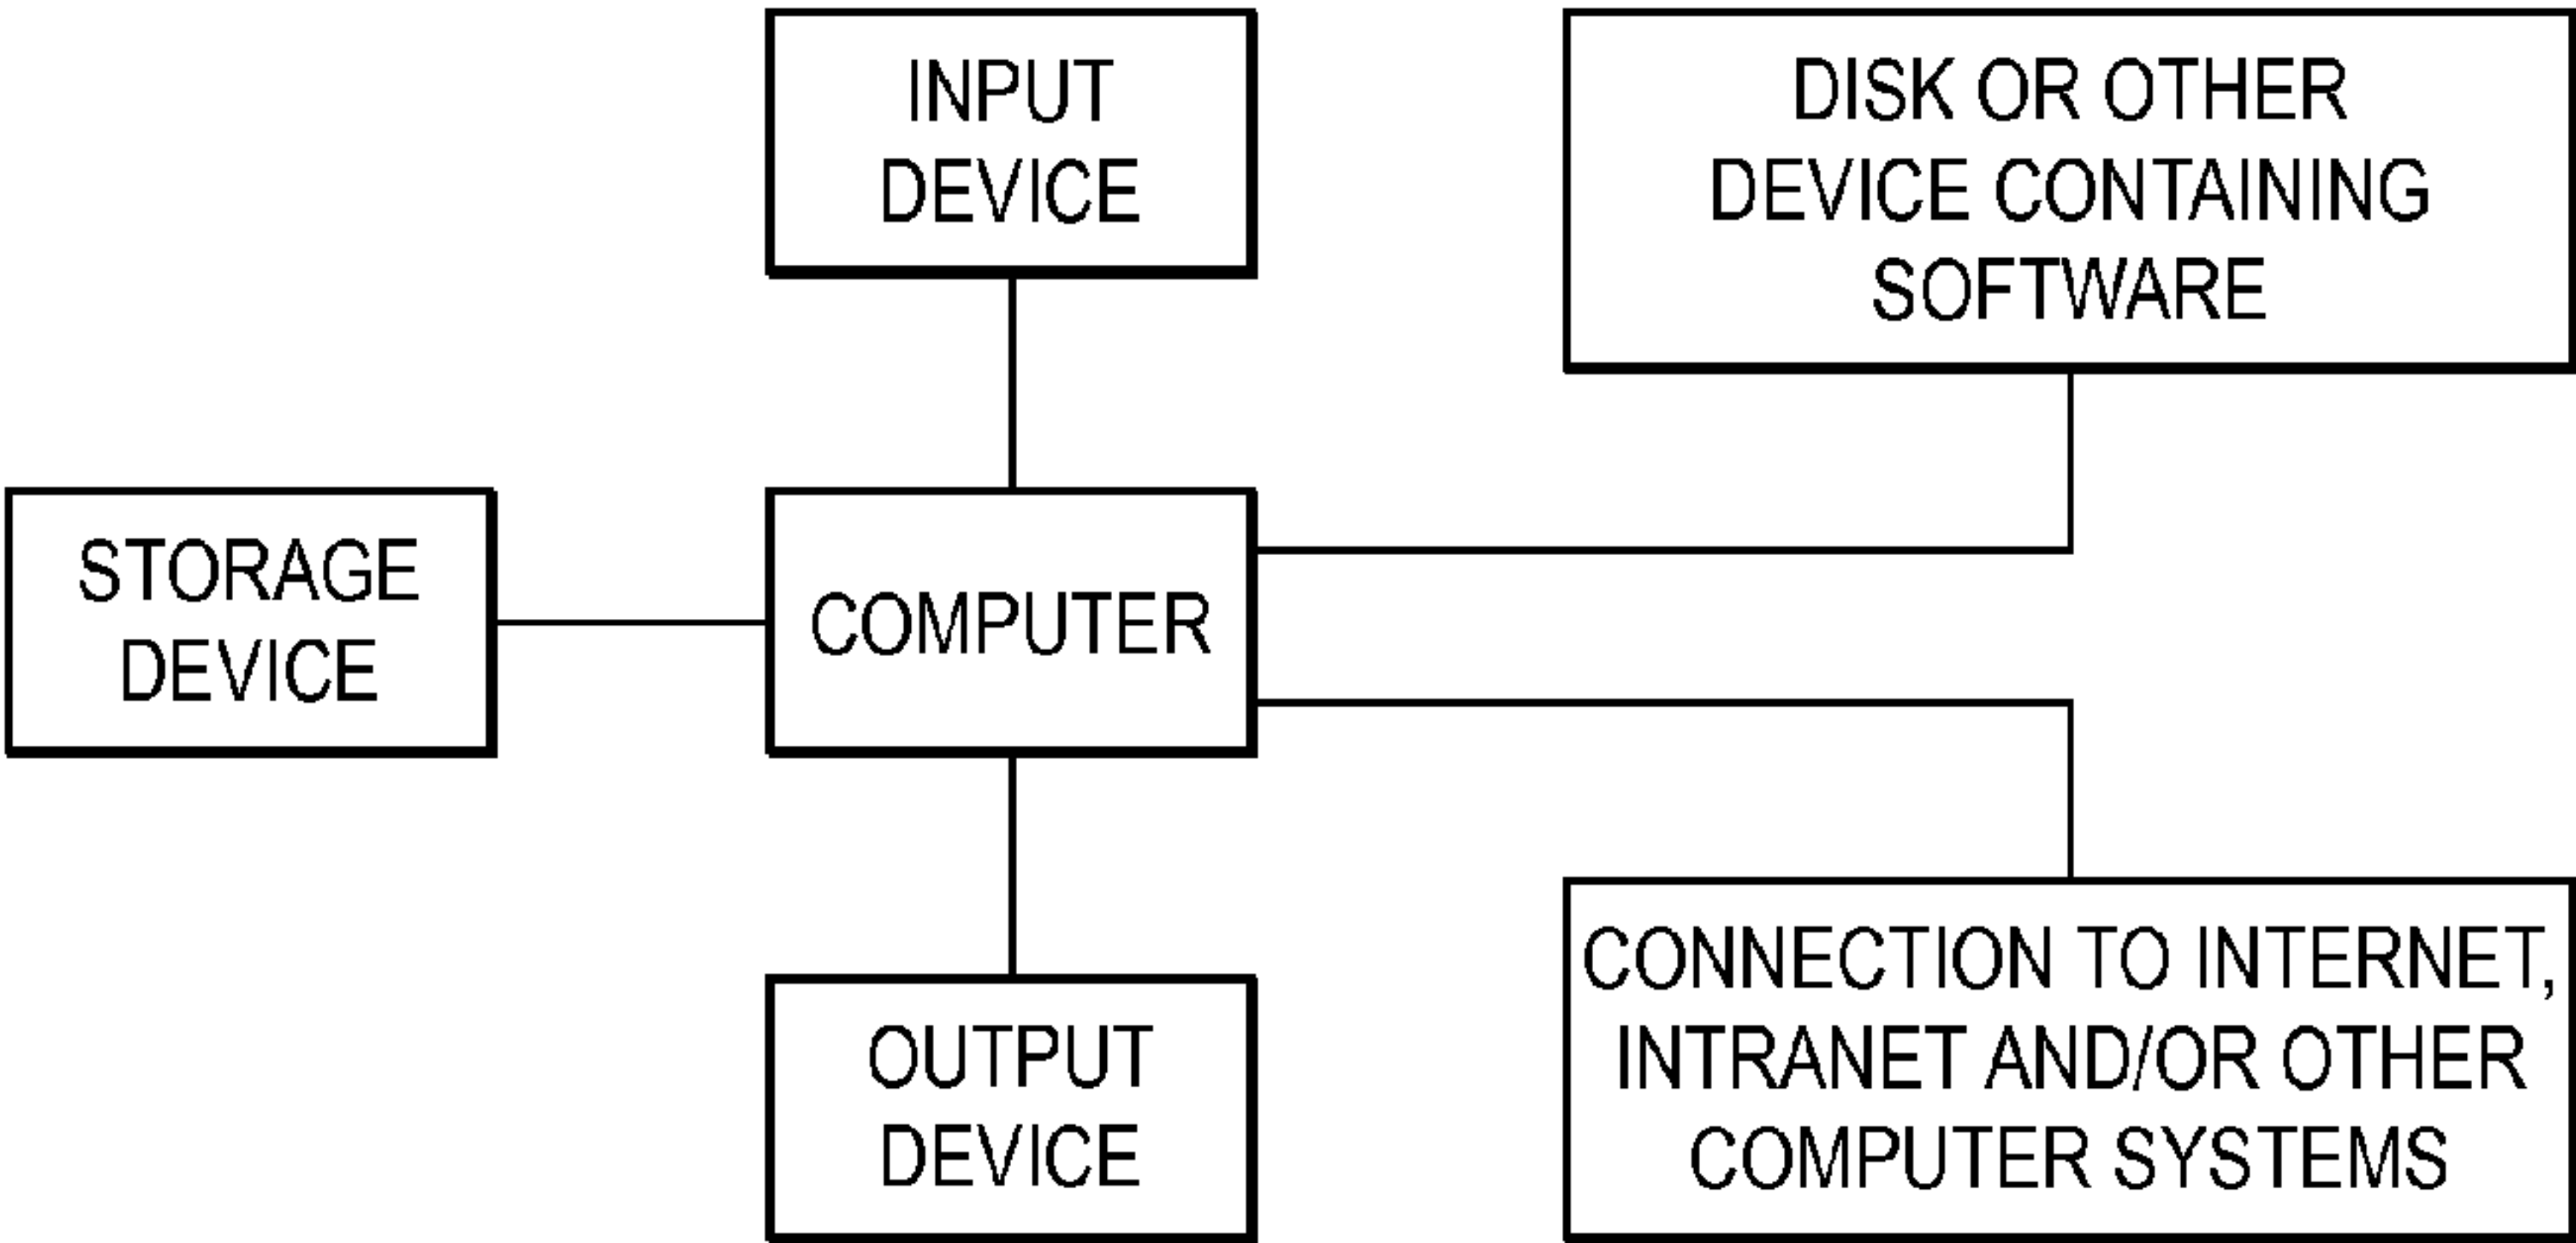 INPUT
DEVICE
DISK OR OTHER
DEVICE CONTAINING
SOFTWARE
STORAGE
DEVICE
COMPUTER
OUTPUT
DEVICE
CONNECTION TO INTERNET,
INTRANET AND/OR OTHER
COMPUTER SYSTEMS